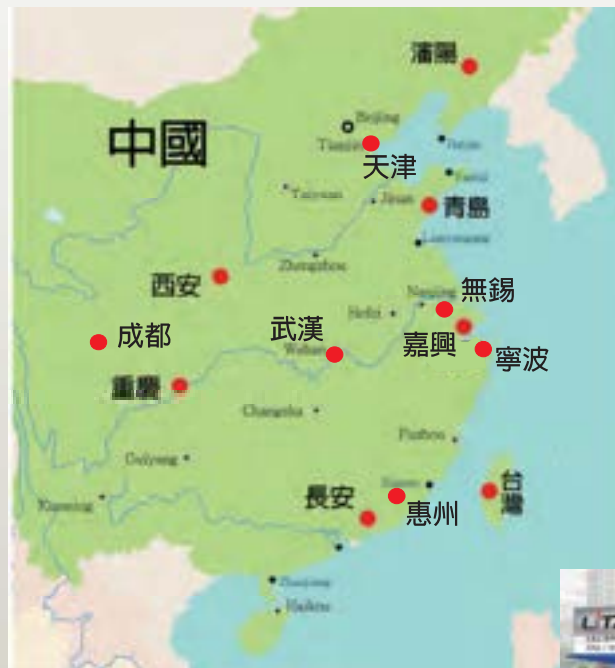 瀋陽
Beijing
中國
Tianjin
天津
Taiyuan
Jinan
青島
Zhengzhou
西安
Nanjing
無錫
Hefei
成都
武漢
Wuhan
嘉興
寧波
重慶
Changsha
Fuzhou
Guiyang
Kunming
Xiamen
長安
惠州
台灣
Haikou